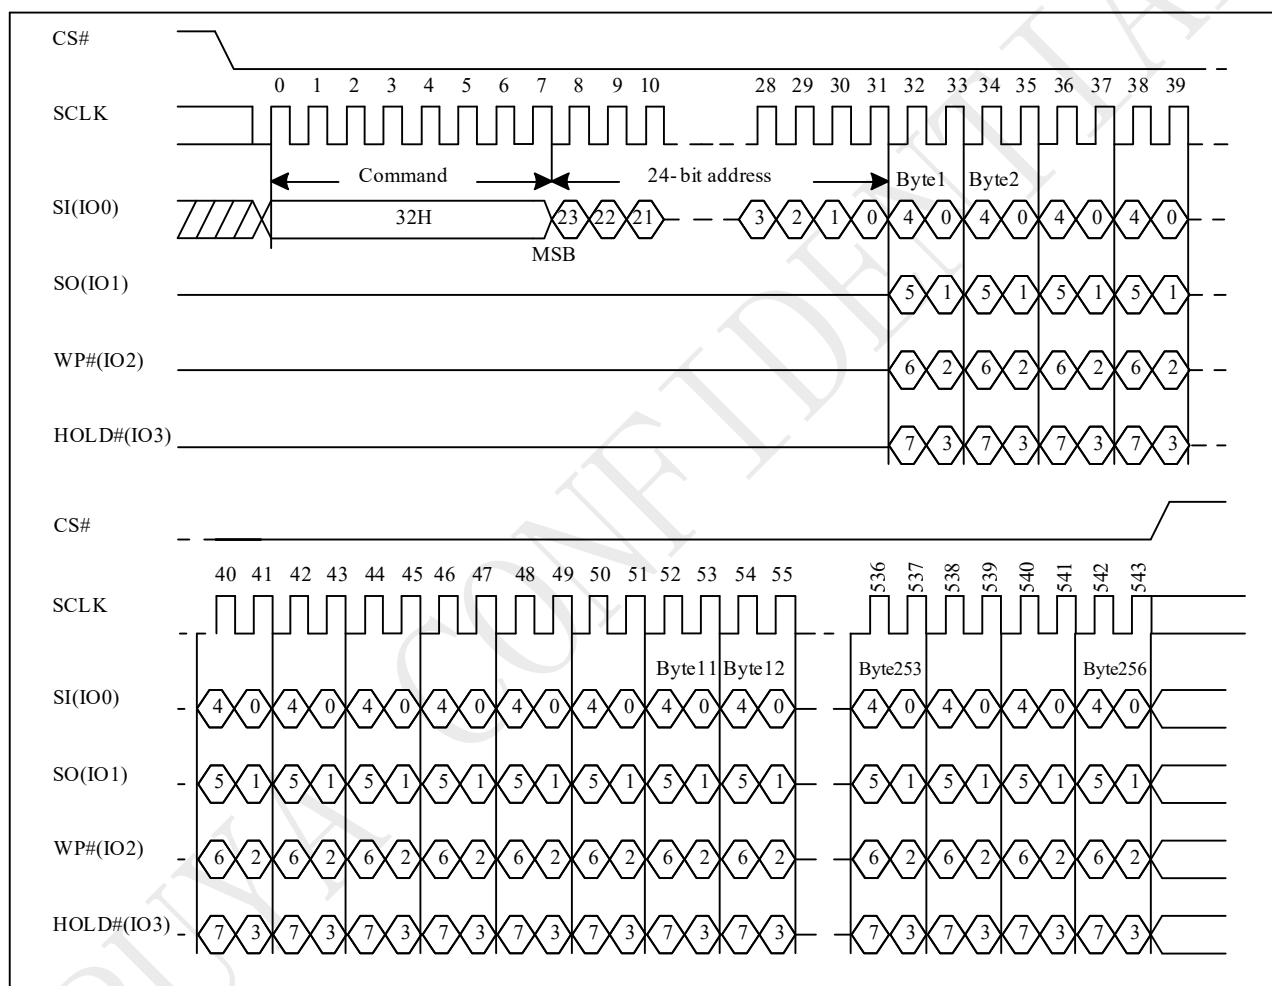 CS#
0 1 2 3 4 5 6 7 8 9 10 28 29 30 31 32 33 34 35 36 37 38 39
SCLK
Command 24-bit address Byte1 Byte2
SI(IO0) 32H 23 22 21 3 2 1 0 4 0 4 0 4 0 4 0
MSB
SO(IO1) 5 1 5 1 5 1 5 1
WP#(IO2) 6 2 6 2 6 2 6 2
HOLD#(IO3) 7 3 7 3 7 3 7 3
CS#
40 41 42 43 44 45 46 47 48 49 50 51 52 53 54 55 536 537 538 539 540 541 542 543
SCLK
Byte11 Byte12 Byte253 Byte256
SI(IO0) 4 0 4 0 4 0 4 0 4 0 4 0 4 0 4 0 4 0 4 0 4 0 4 0
SO(IO1) 5 1 5 1 5 1 5 1 5 1 5 1 5 1 5 1 5 1 5 1 5 1 5 1
WP#(IO2) 6 2 6 2 6 2 6 2 6 2 6 2 6 2 6 2 6 2 6 2 6 2 6 2
HOLD#(IO3) 7 3 7 3 7 3 7 3 7 3 7 3 7 3 7 3 7 3 7 3 7 3 7 3
PUYA CONFIDENTIAL